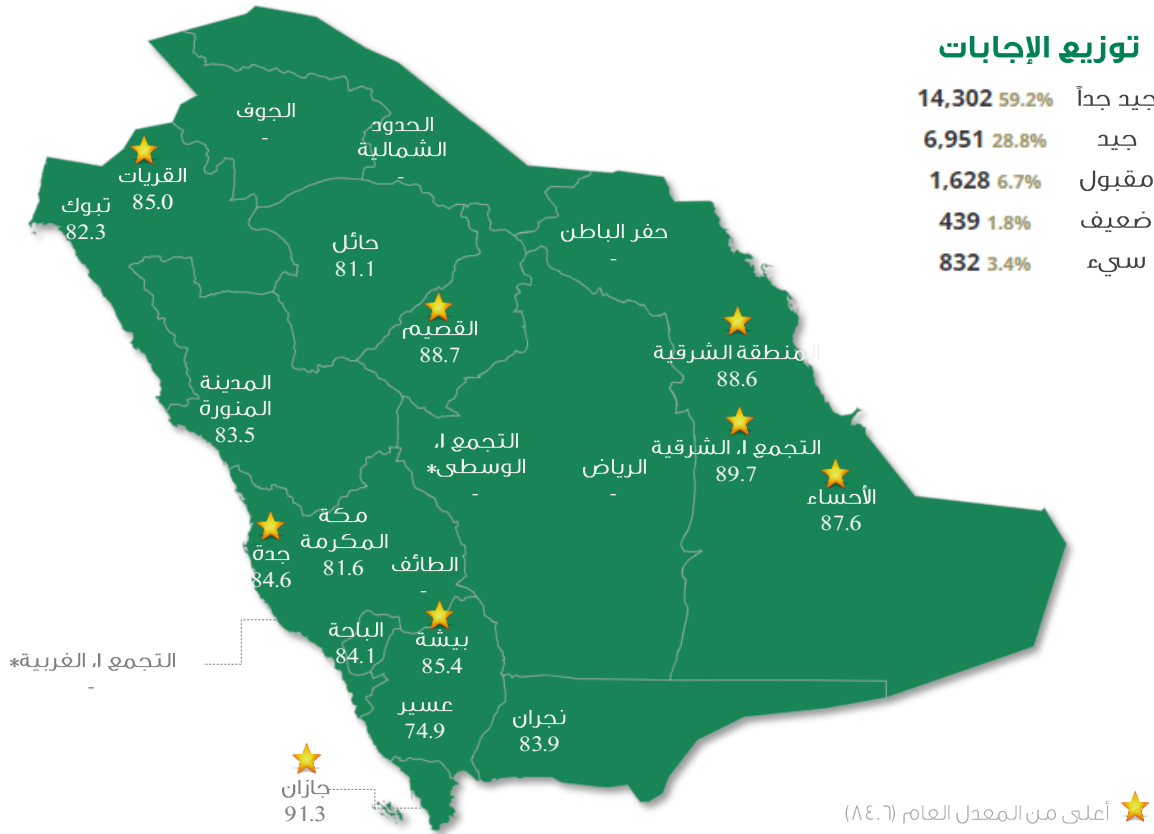 توزيع الإجابات
جيد جداً 59.2% 14,302
جيد 28.8% 6,951
مقبول 6.7% 1,628
ضعيف 1.8% 439
سيء 3.4% 832
الجوف
-
الحدود
الشمالية
-
القريات
85.0
تبوك
82.3
حائل
81.1
حفر الباطن
-
القصيم
88.7
المنطقة الشرقية
88.6
المدينة
المنورة
83.5
التجمع ١،
الوسطى*
-
الرياض
-
التجمع ١، الشرقية
89.7
الأحساء
87.6
جدة
84.6
مكة
المكرمة
81.6
الطائف
-
الباحة
84.1
بيشة
85.4
التجمع ١، الغربية*
-
عسير
74.9
نجران
83.9
جازان
91.3
أعلى من المعدل العام (٨٤.٦)